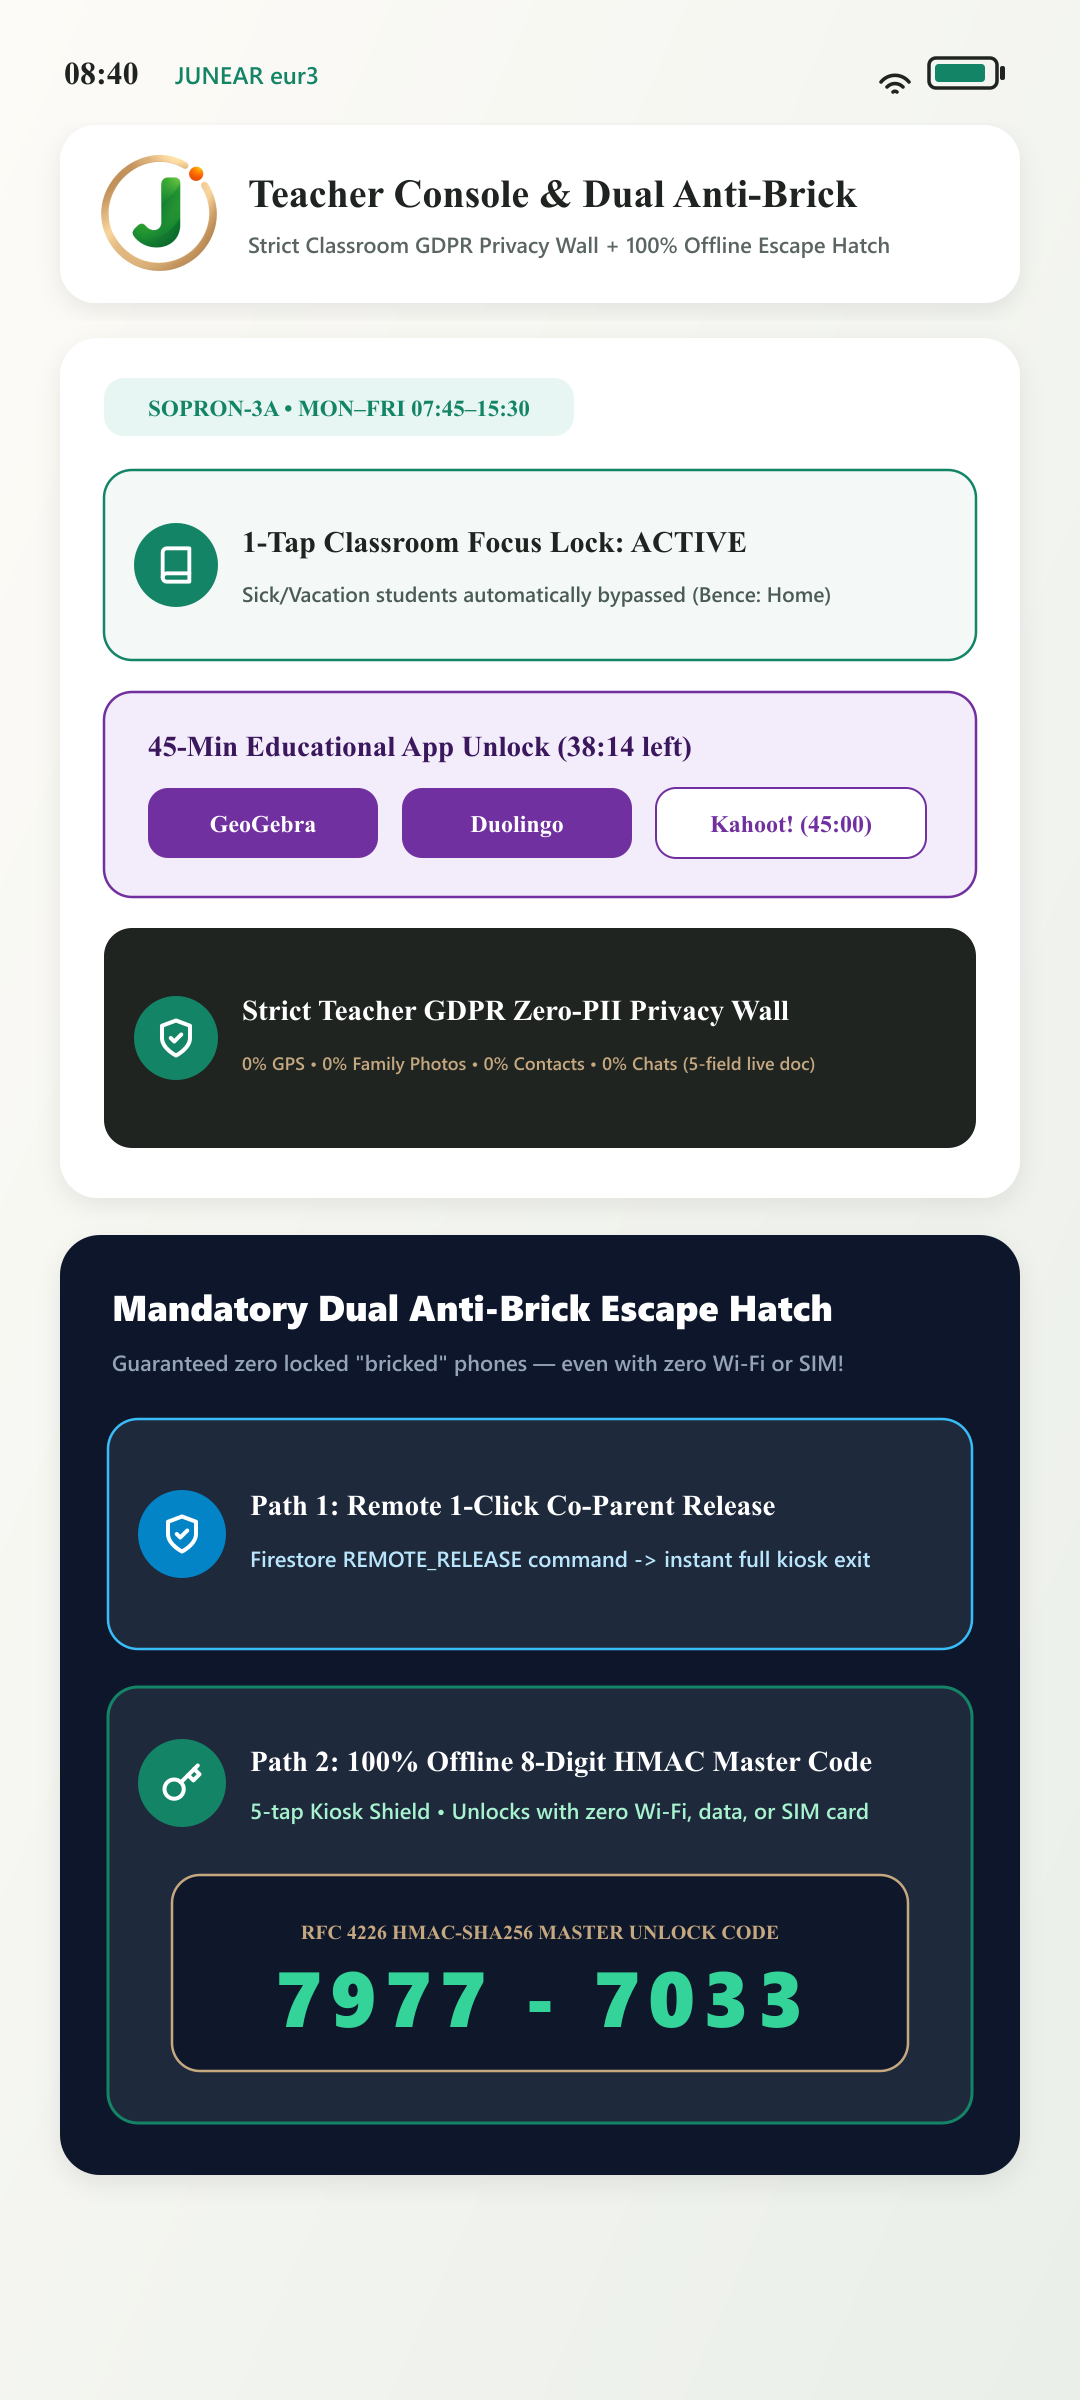 08:40 JUNEAR eur3
J
Teacher Console & Dual Anti-Brick
Strict Classroom GDPR Privacy Wall + 100% Offline Escape Hatch
SOPRON-3A • MON–FRI 07:45–15:30
1-Tap Classroom Focus Lock: ACTIVE
Sick/Vacation students automatically bypassed (Bence: Home)
45-Min Educational App Unlock (38:14 left)
GeoGebra Duolingo Kahoot! (45:00)
Strict Teacher GDPR Zero-PII Privacy Wall
0% GPS • 0% Family Photos • 0% Contacts • 0% Chats (5-field live doc)
Mandatory Dual Anti-Brick Escape Hatch
Guaranteed zero locked "bricked" phones — even with zero Wi-Fi or SIM!
Path 1: Remote 1-Click Co-Parent Release
Firestore REMOTE_RELEASE command -> instant full kiosk exit
Path 2: 100% Offline 8-Digit HMAC Master Code
5-tap Kiosk Shield • Unlocks with zero Wi-Fi, data, or SIM card
RFC 4226 HMAC-SHA256 MASTER UNLOCK CODE
7977 - 7033